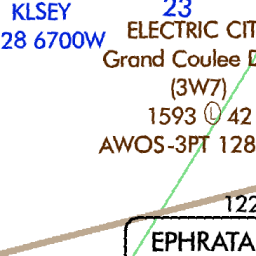 KLSEY
28 6700W
23
ELECTRIC CIT
Grand Coulee D
(3W7)
1593 Ⓛ 42
AWOS-3PT 128
122
EPHRATA